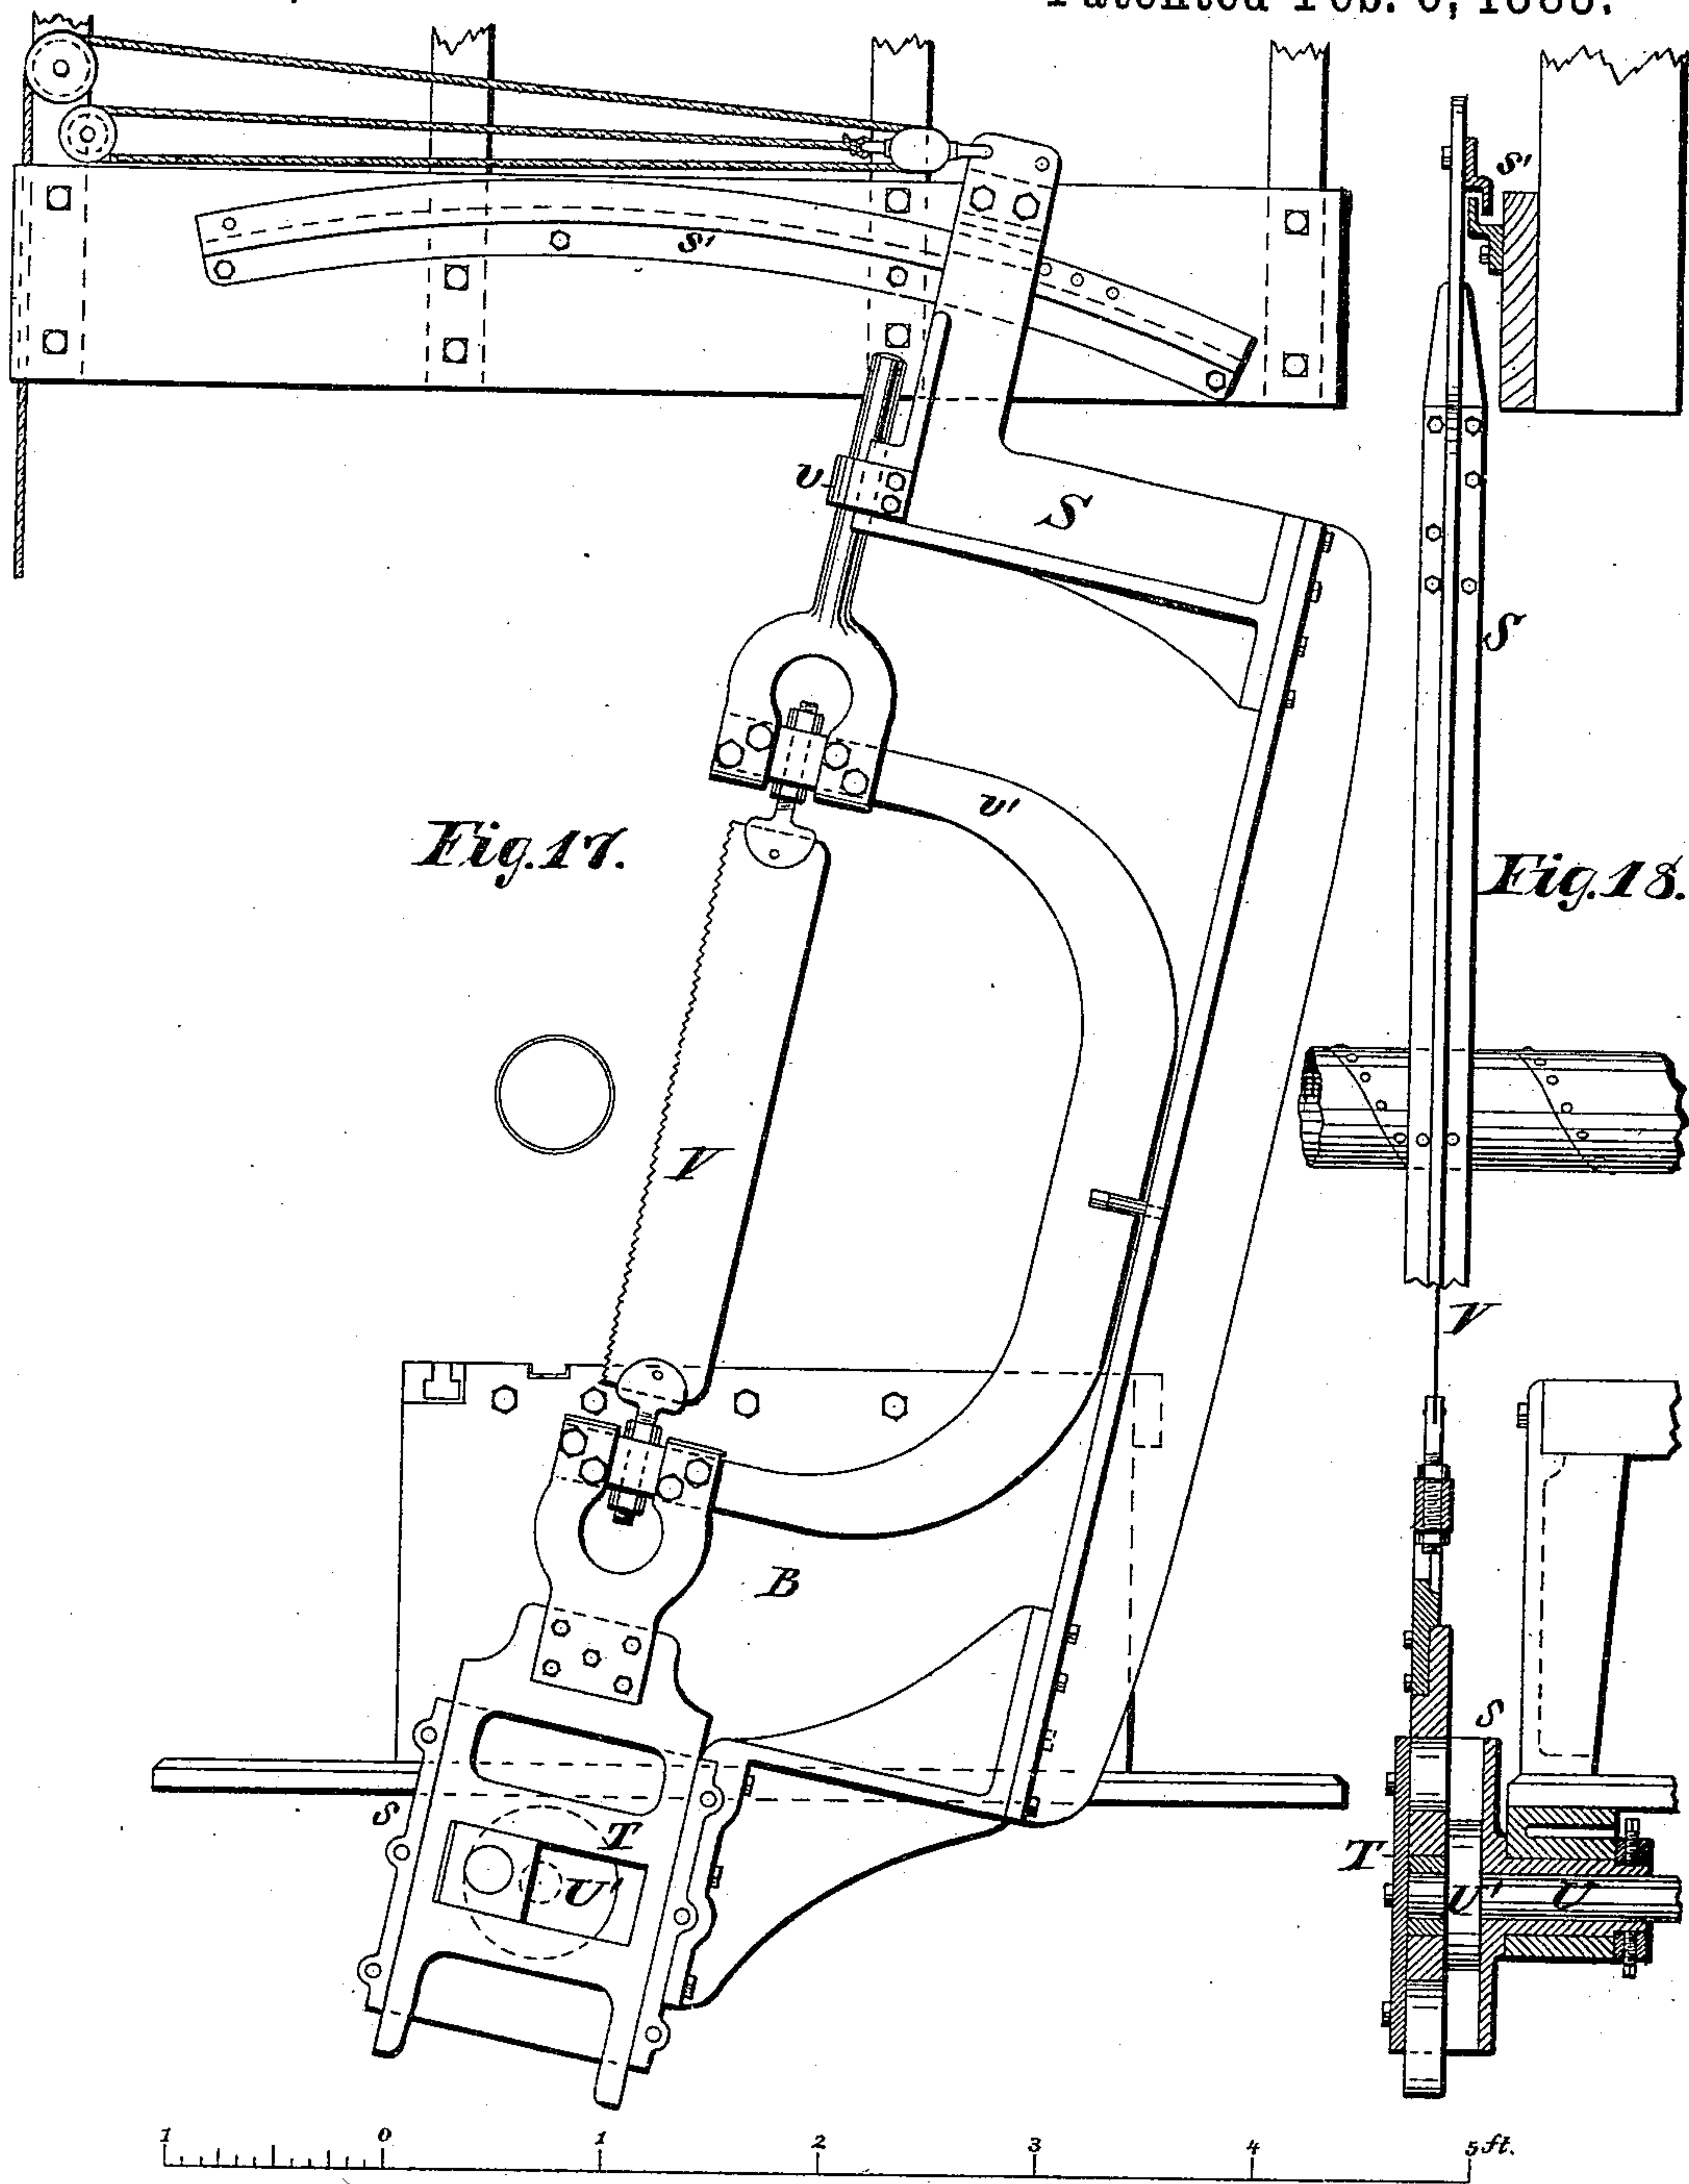 s'
s'
v
S
S
v'
Fig. 17.
Fig. 18.
V
V
B
S
S
T
T
U'
U'
U
1 0 1 2 3 4 5 ft.